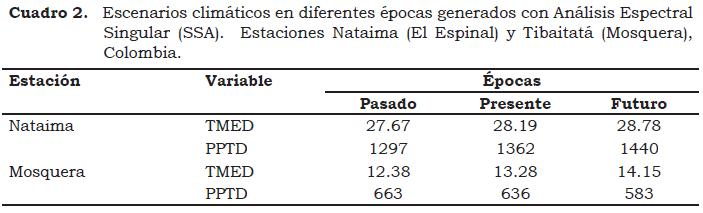 Cuadro 2. Escenarios climáticos en diferentes épocas generados con Análisis Espectral
Singular (SSA). Estaciones Nataima (El Espinal) y Tibaitatá (Mosquera),
Colombia.
Estación Variable Épocas
Pasado Presente Futuro
Nataima TMED 27.67 28.19 28.78
PPTD 1297 1362 1440
Mosquera TMED 12.38 13.28 14.15
PPTD 663 636 583